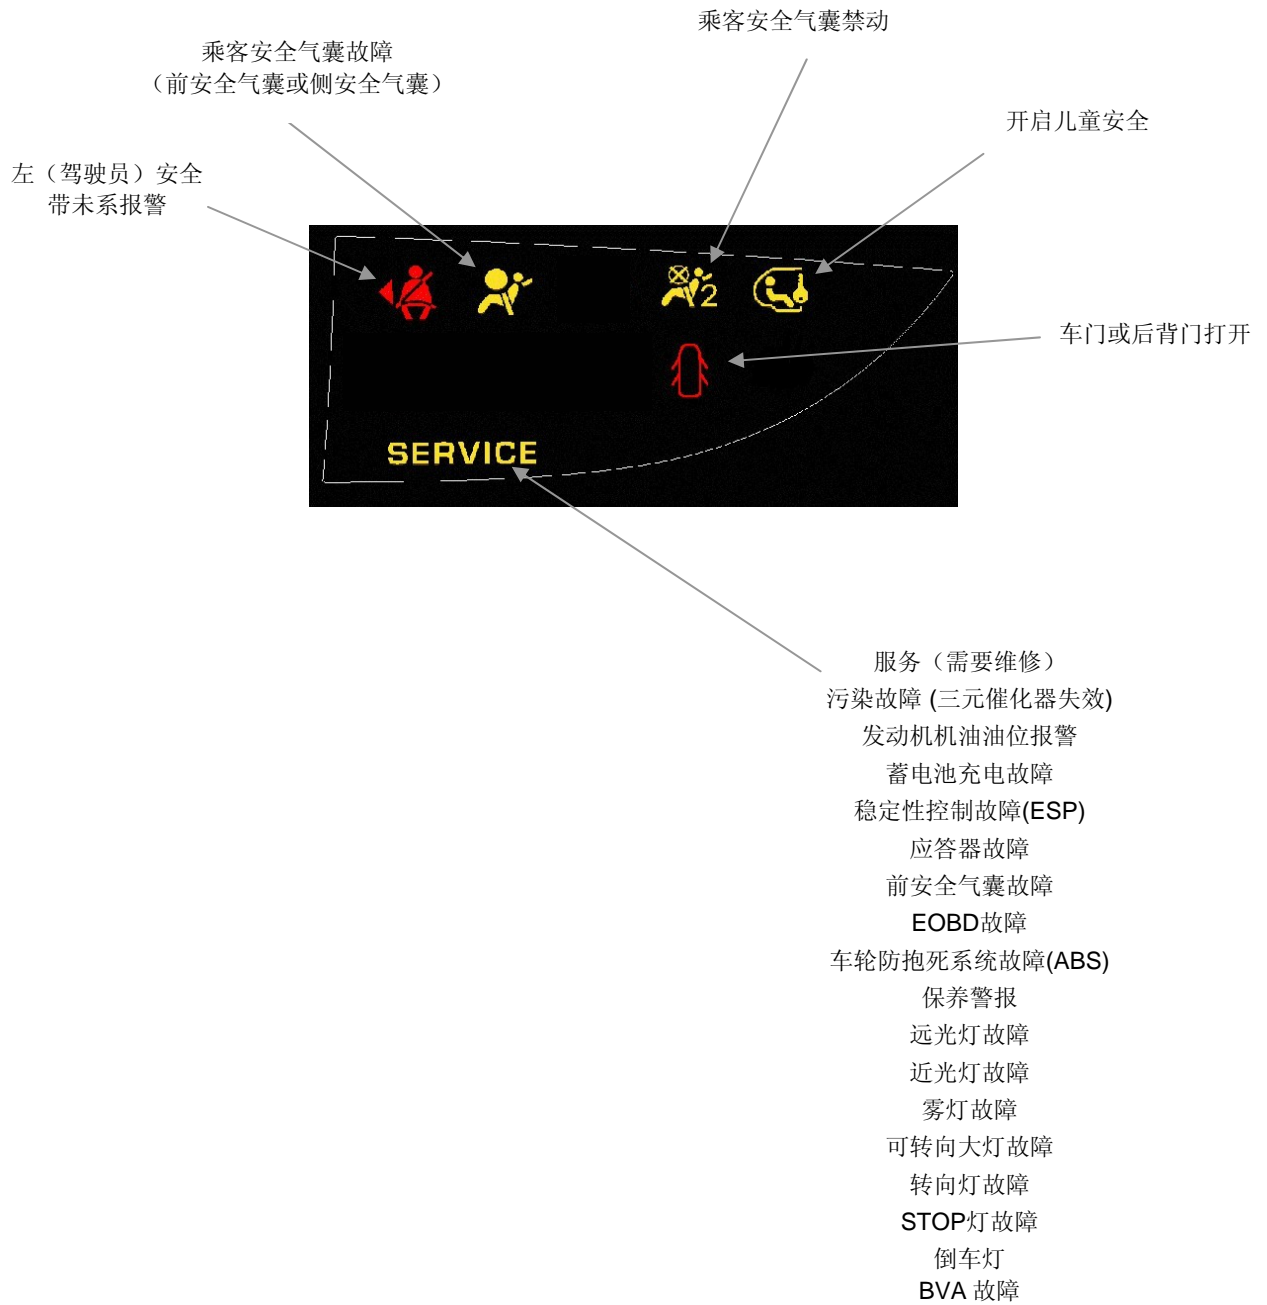 乘客安全气囊禁动
乘客安全气囊故障
（前安全气囊或侧安全气囊）
开启儿童安全
左（驾驶员）安全
带未系报警
2
车门或后背门打开
SERVICE
服务（需要维修）
污染故障 (三元催化器失效)
发动机机油油位报警
蓄电池充电故障
稳定性控制故障(ESP)
应答器故障
前安全气囊故障
EOBD故障
车轮防抱死系统故障(ABS)
保养警报
远光灯故障
近光灯故障
雾灯故障
可转向大灯故障
转向灯故障
STOP灯故障
倒车灯
BVA 故障